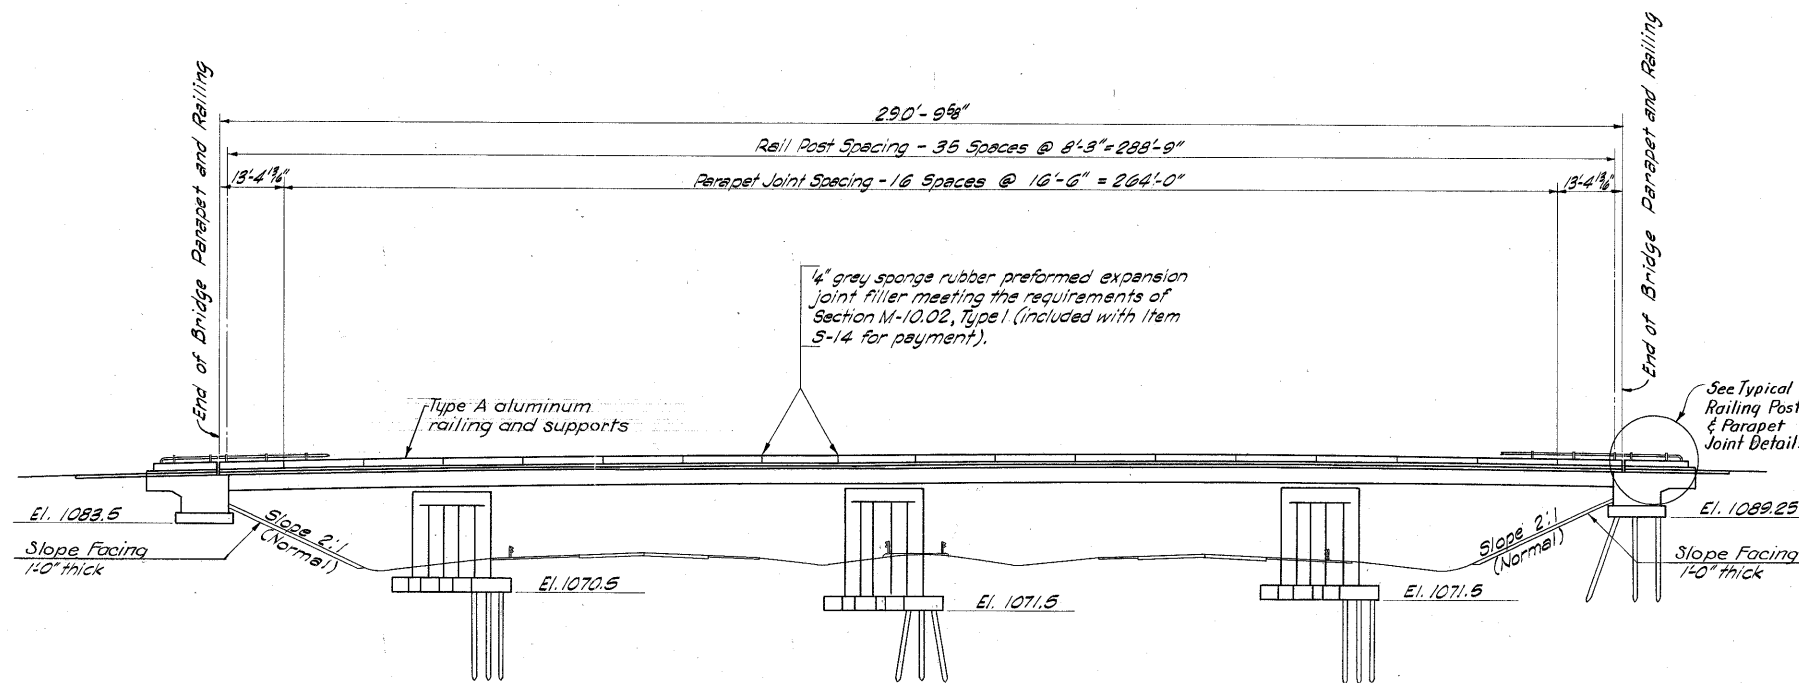 End of Bridge Parapet and Railing
290'-9⅝"
Rail Post Spacing - 35 Spaces @ 8'-3" = 288'-9"
13'-4 13/16"
Parapet Joint Spacing - 16 Spaces @ 16'-6" = 264'-0"
13'-4 13/16"
End of Bridge Parapet and Railing
¼" grey sponge rubber preformed expansion
joint filler meeting the requirements of
Section M-10.02, Type I (included with Item
S-14 for payment).
Type A aluminum
railing and supports
See Typical
Railing Post
& Parapet
Joint Detail.
El. 1083.5
Slope Facing
1'-0" thick
Slope 2:1
(Normal)
El. 1070.5
El. 1071.5
El. 1071.5
Slope 2:1
(Normal)
El. 1089.25
Slope Facing
1'-0" thick